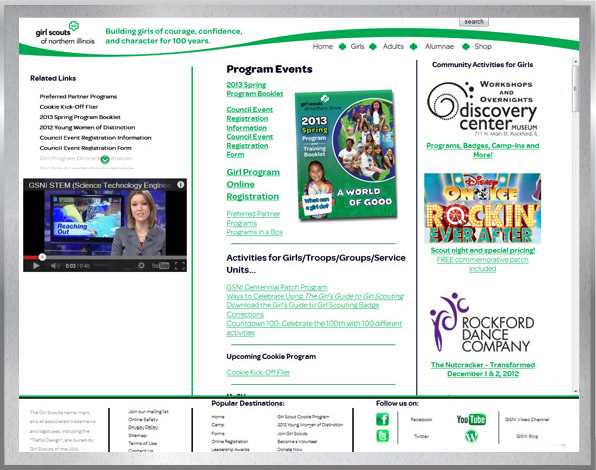 search
girl scouts
of northern illinois
Building girls of courage, confidence,
and character for 100 years.
Home
Girls
Adults
Alumnae
Shop
Related Links
Preferred Partner Programs
Cookie Kick-Off Flier
2013 Spring Program Booklet
2012 Young Women of Distinction
Council Event Registration Information
Council Event Registration Form
Girl Program Online Registration
GSNI STEM (Science Technology Engine
Reaching
Out
0:03 / 0:40
YouTube
Program Events
2013 Spring
Program Booklet
Council Event
Registration
Information
Council Event
Registration
Form
Girl Program
Online
Registration
Preferred Partner
Programs
Programs in a Box
girl scouts
of northern illinois
2013
Spring
Program
and
Training
Booklet
What can
a girl do?
A WORLD
OF GOOD
Activities for Girls/Troops/Groups/Service
Units...
GSNI Centennial Patch Program
Ways to Celebrate Using The Girl's Guide to Girl Scouting
Download the Girl's Guide to Girl Scouting Badge
Corrections
Countdown 100: Celebrate the 100th with 100 different
activities
Upcoming Cookie Program
Cookie Kick-Off Flier
Community Activities for Girls
WORKSHOPS
AND
OVERNIGHTS
discovery
CENTER MUSEUM
711 N. Main St. Rockford, IL
Programs, Badges, Camp-Ins and
More!
Disney
ON ICE
ROCKIN'
EVER AFTER
Scout night and special pricing!
FREE commemorative patch
included
ROCKFORD
DANCE
COMPANY
The Nutcracker - Transformed
December 1 & 2, 2012
The Girl Scouts name, mark,
and all associated trademarks
and logotypes, including the
"Trefoil Design", are owned by
Girl Scouts of the USA.
Join our mailing list
Online Safety
Privacy Policy
Sitemap
Terms of Use
Contact Us
Popular Destinations:
Home
Camp
Forms
Online Registration
Leadership Awards
Girl Scout Cookie Program
2012 Young Women of Distinction
Join Girl Scouts
Become a Volunteer
Donate Now
Follow us on:
Facebook
Twitter
YouTube
GSNI Video Channel
GSNI Blog